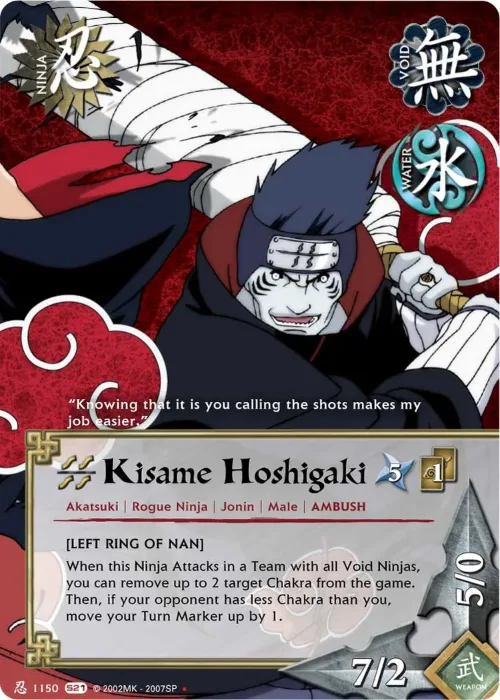 NINJA
忍
VOID
無
WATER
水
“Knowing that it is you calling the shots makes my
job easier.”
Kisame Hoshigaki 5 1
Akatsuki | Rogue Ninja | Jonin | Male | AMBUSH
[LEFT RING OF NAN]
When this Ninja Attacks in a Team with all Void Ninjas,
you can remove up to 2 target Chakra from the game.
Then, if your opponent has less Chakra than you,
move your Turn Marker up by 1.
5/0
7/2
武
WEAPON
忍 1150 S21 © 2002MK - 2007SP